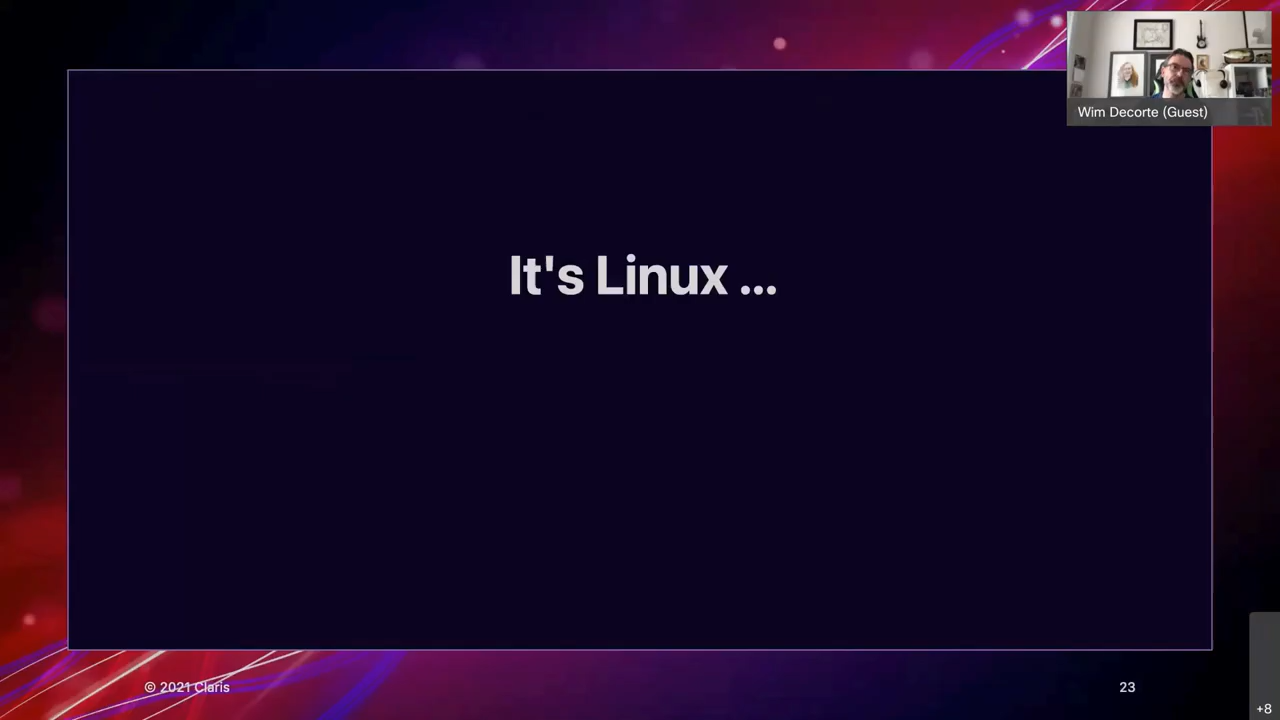 Wim Decorte (Guest)
It's Linux ...
© 2021 Claris
23
+8